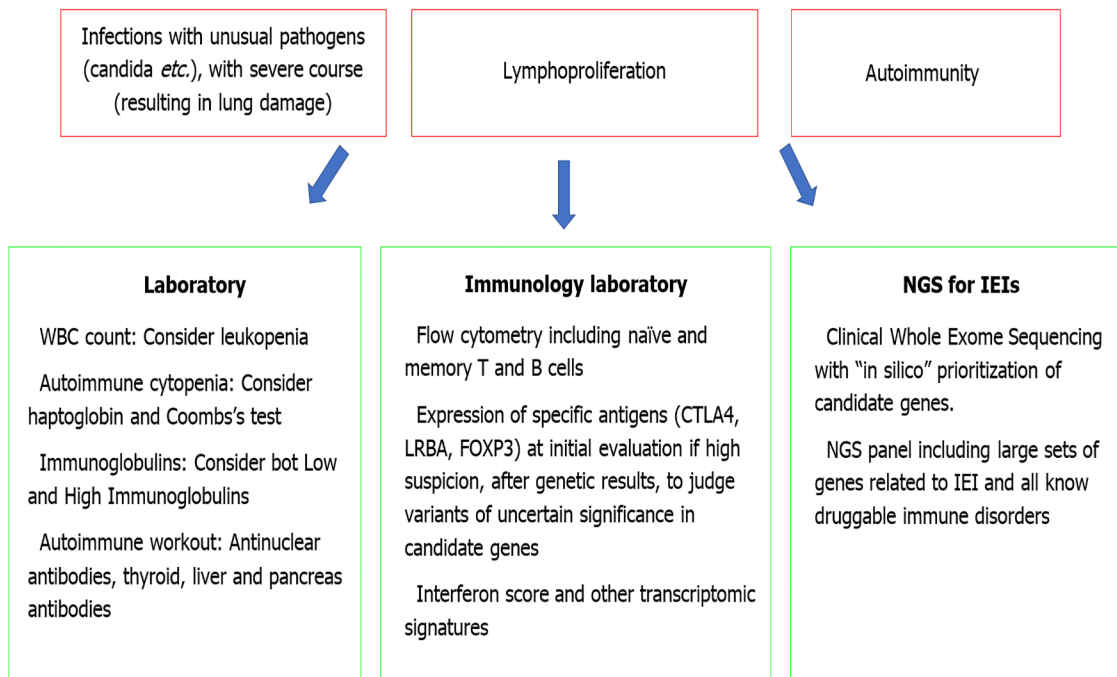 Infections with unusual pathogens
(candida etc.), with severe course
(resulting in lung damage)
Lymphoproliferation
Autoimmunity
Laboratory
WBC count: Consider leukopenia
Autoimmune cytopenia: Consider
haptoglobin and Coombs's test
Immunoglobulins: Consider bot Low
and High Immunoglobulins
Autoimmune workout: Antinuclear
antibodies, thyroid, liver and pancreas
antibodies
Immunology laboratory
Flow cytometry including naïve and
memory T and B cells
Expression of specific antigens (CTLA4,
LRBA, FOXP3) at initial evaluation if high
suspicion, after genetic results, to judge
variants of uncertain significance in
candidate genes
Interferon score and other transcriptomic
signatures
NGS for IEIs
Clinical Whole Exome Sequencing
with “in silico” prioritization of
candidate genes.
NGS panel including large sets of
genes related to IEI and all know
druggable immune disorders